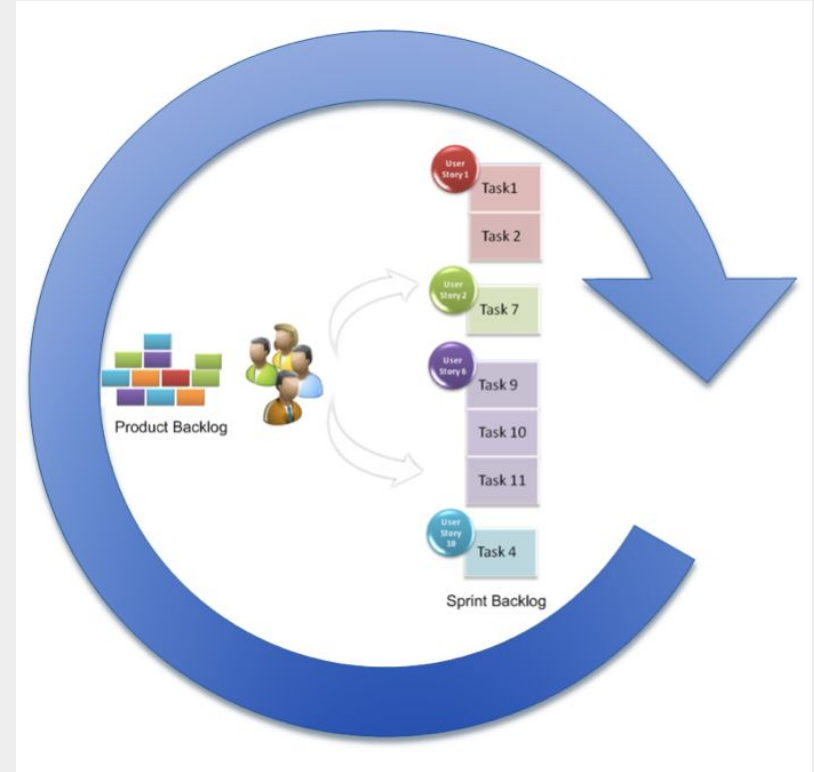 User
Story 1
Task1
Task 2
User
Story 2
Task 7
User
Story 6
Task 9
Task 10
Task 11
User
Story
10
Task 4
Product Backlog
Sprint Backlog